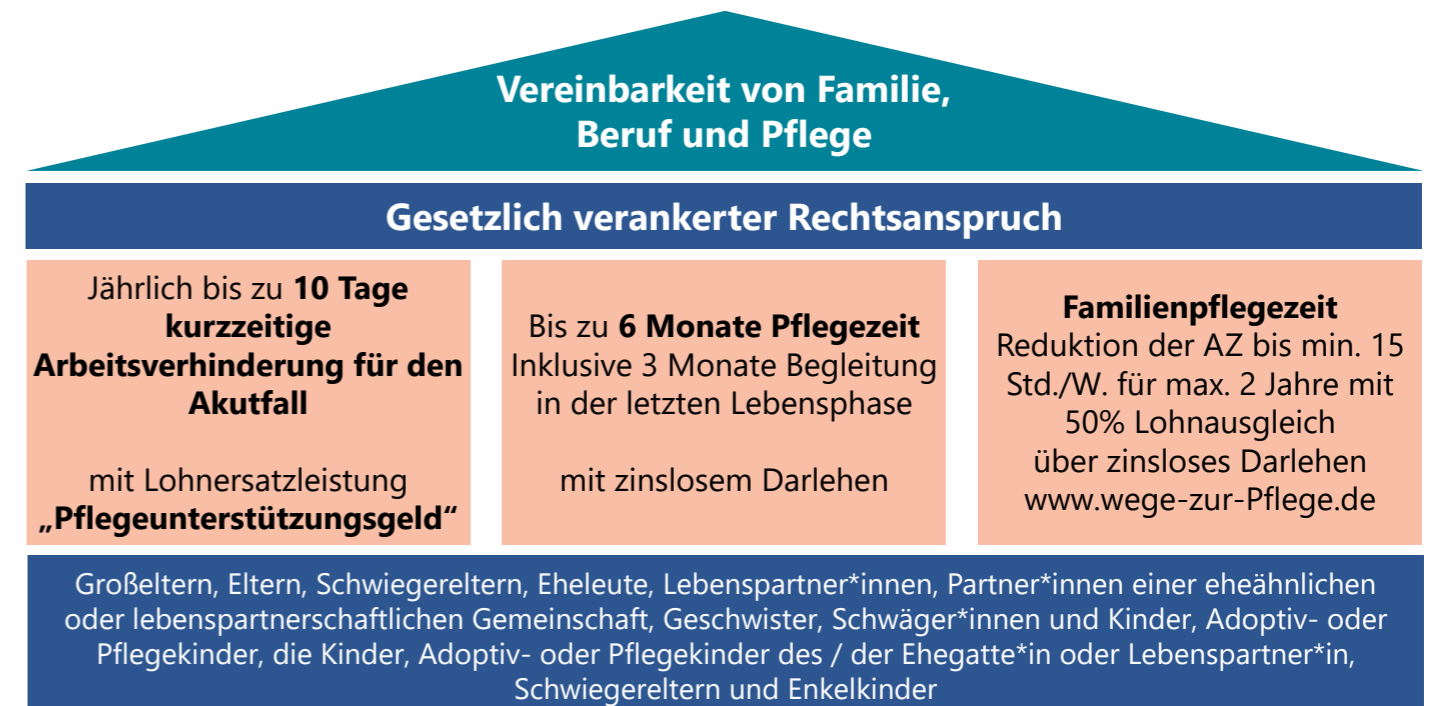 Vereinbarkeit von Familie,
Beruf und Pflege
Gesetzlich verankerter Rechtsanspruch
Jährlich bis zu 10 Tage
kurzzeitige
Arbeitsverhinderung für den
Akutfall
mit Lohnersatzleistung
„Pflegeunterstützungsgeld“
Bis zu 6 Monate Pflegezeit
Inklusive 3 Monate Begleitung
in der letzten Lebensphase
mit zinslosem Darlehen
Familienpflegezeit
Reduktion der AZ bis min. 15
Std./W. für max. 2 Jahre mit
50% Lohnausgleich
über zinsloses Darlehen
www.wege-zur-Pflege.de
Großeltern, Eltern, Schwiegereltern, Eheleute, Lebenspartner*innen, Partner*innen einer eheähnlichen
oder lebenspartnerschaftlichen Gemeinschaft, Geschwister, Schwäger*innen und Kinder, Adoptiv- oder
Pflegekinder, die Kinder, Adoptiv- oder Pflegekinder des / der Ehegatte*in oder Lebenspartner*in,
Schwiegereltern und Enkelkinder